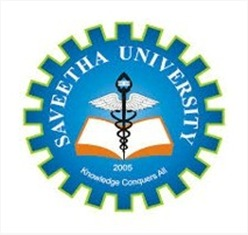 SAVEETHA UNIVERSITY
2005
Knowledge Conquers All